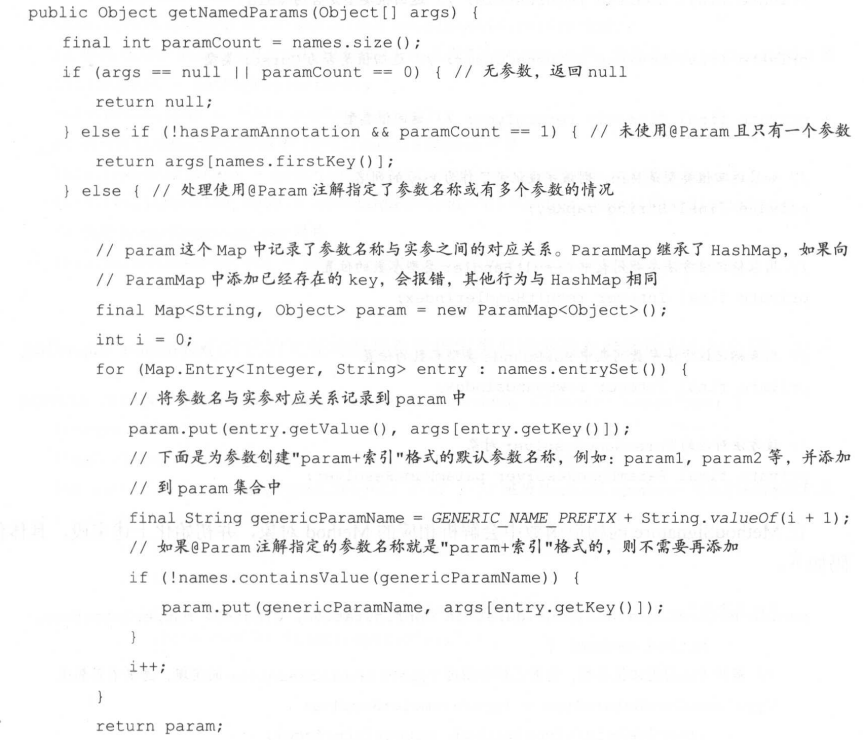 public Object getNamedParams(Object[] args) {
final int paramCount = names.size();
if (args == null || paramCount == 0) { // 无参数，返回 null
return null;
} else if (!hasParamAnnotation && paramCount == 1) { // 未使用@Param 且只有一个参数
return args[names.firstKey()];
} else { // 处理使用@Param 注解指定了参数名称或有多个参数的情况
// param 这个 Map 中记录了参数名称与实参之间的对应关系。ParamMap 继承了 HashMap，如果向
// ParamMap 中添加已经存在的 key，会报错，其他行为与 HashMap 相同
final Map<String, Object> param = new ParamMap<Object>();
int i = 0;
for (Map.Entry<Integer, String> entry : names.entrySet()) {
// 将参数名与实参对应关系记录到 param 中
param.put(entry.getValue(), args[entry.getKey()]);
// 下面是为参数创建"param+索引"格式的默认参数名称，例如：param1, param2 等，并添加
// 到 param 集合中
final String genericParamName = GENERIC_NAME_PREFIX + String.valueOf(i + 1);
// 如果@Param 注解指定的参数名称就是"param+索引"格式的，则不需要再添加
if (!names.containsValue(genericParamName)) {
param.put(genericParamName, args[entry.getKey()]);
}
i++;
}
return param;